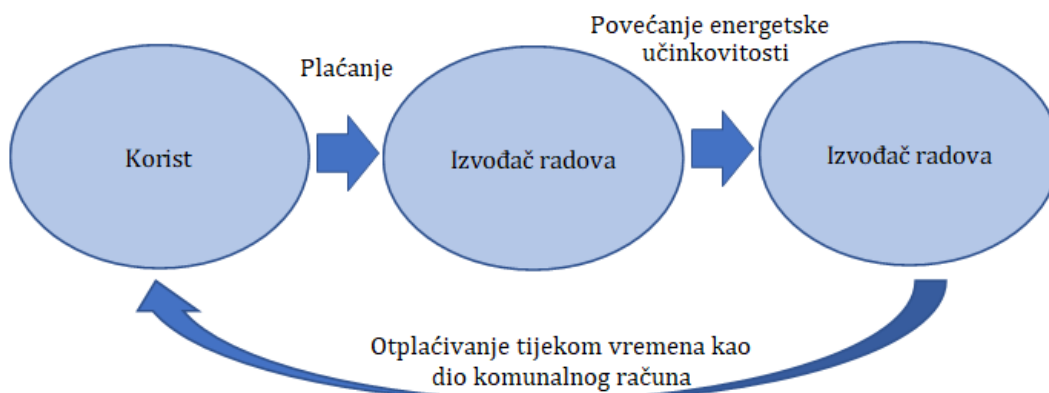 Plaćanje
Povećanje energetske
učinkovitosti
Korist
Izvođač radova
Izvođač radova
Otplaćivanje tijekom vremena kao
dio komunalnog računa